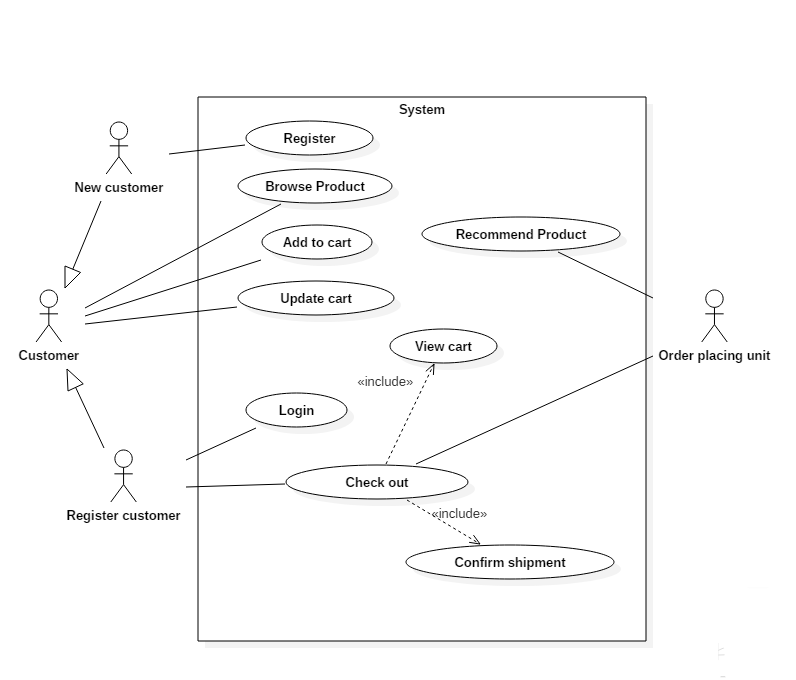 System
Register
New customer
Browse Product
Add to cart
Recommend Product
Update cart
View cart
Customer
Order placing unit
«include»
Login
Check out
Register customer
«include»
Confirm shipment